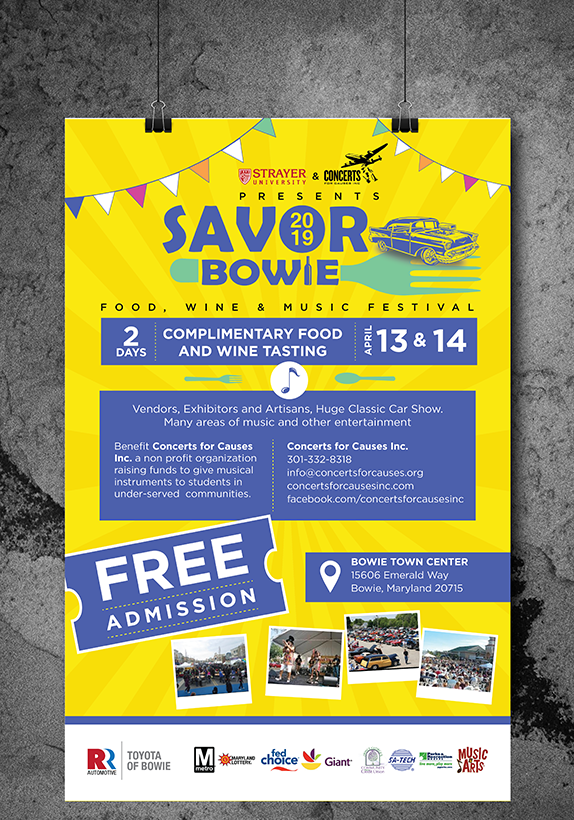 STRAYER UNIVERSITY & CONCERTS FOR CAUSES INC.
PRESENTS
SAVOR
2019
BOWIE
FOOD, WINE & MUSIC FESTIVAL
2 DAYS
COMPLIMENTARY FOOD
AND WINE TASTING
APRIL 13 & 14
Vendors, Exhibitors and Artisans, Huge Classic Car Show.
Many areas of music and other entertainment
Benefit Concerts for Causes
Inc. a non profit organization
raising funds to give musical
instruments to students in
under-served communities.
Concerts for Causes Inc.
301-332-8318
info@concertsforcauses.org
concertsforcausesinc.com
facebook.com/concertsforcausesinc
FREE
ADMISSION
BOWIE TOWN CENTER
15606 Emerald Way
Bowie, Maryland 20715
RR AUTOMOTIVE
TOYOTA
OF BOWIE
M metro
MARYLAND LOTTERY
fed choice
Giant
SA-TECH
Parks & Recreation
MUSIC & ARTS